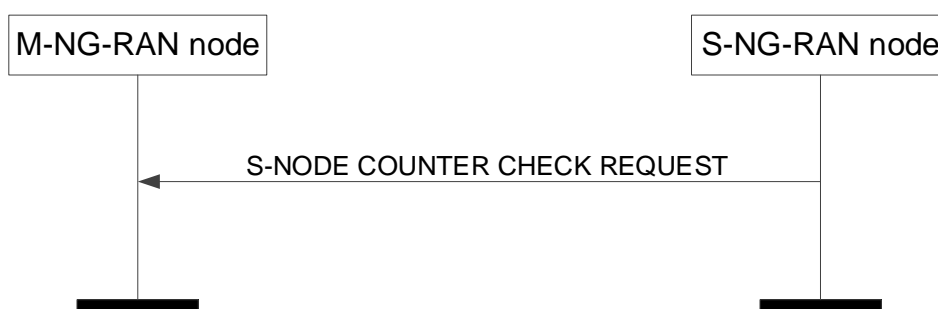 M-NG-RAN node
S-NG-RAN node
S-NODE COUNTER CHECK REQUEST